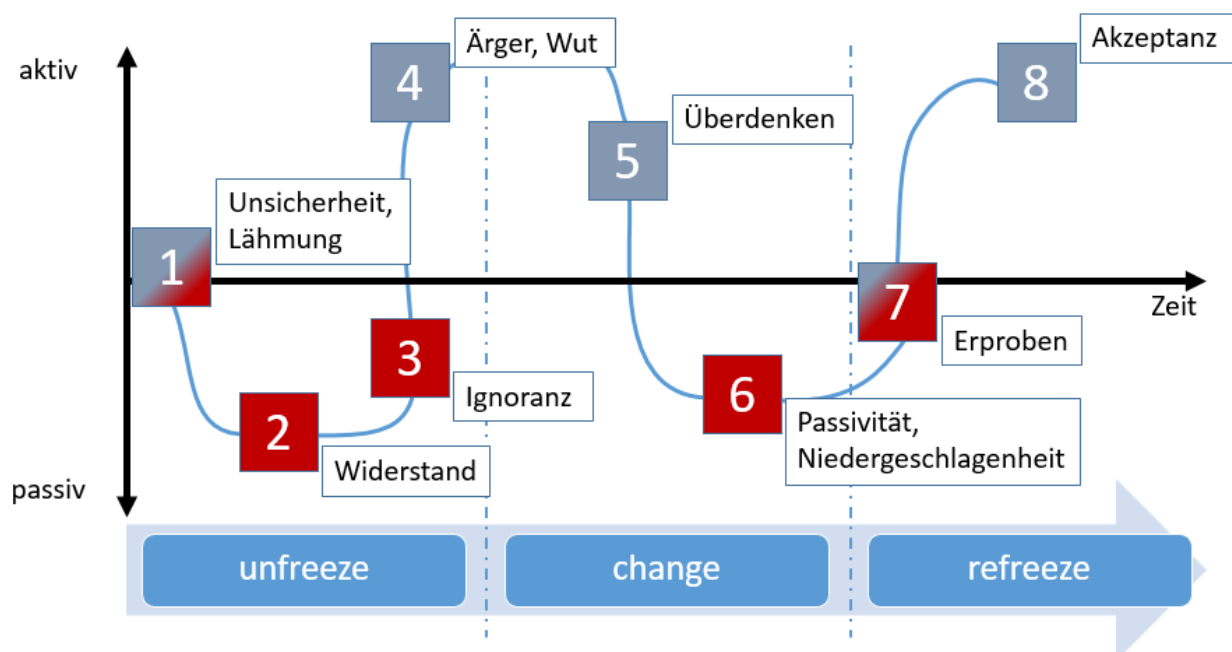 aktiv
4
Ärger, Wut
8
Akzeptanz
5
Überdenken
1
Unsicherheit,
Lähmung
7
Zeit
Erproben
3
Ignoranz
6
Passivität,
Niedergeschlagenheit
2
Widerstand
passiv
unfreeze
change
refreeze